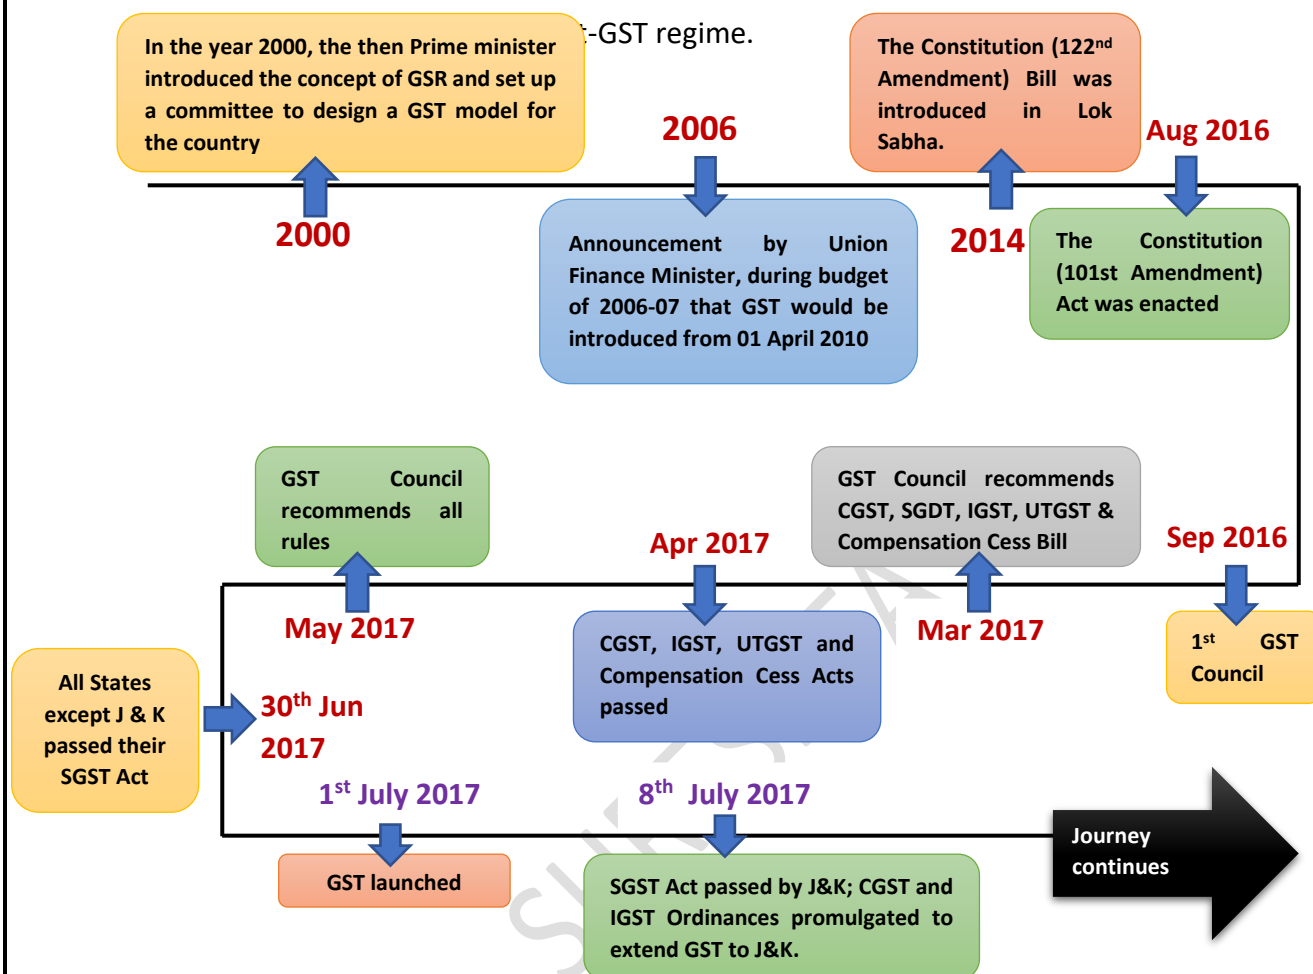 -GST regime.
In the year 2000, the then Prime minister
introduced the concept of GSR and set up
a committee to design a GST model for
the country
2000
2006
Announcement by Union
Finance Minister, during budget
of 2006-07 that GST would be
introduced from 01 April 2010
The Constitution (122nd
Amendment) Bill was
introduced in Lok
Sabha.
2014
Aug 2016
The Constitution
(101st Amendment)
Act was enacted
Sep 2016
1st GST
Council
GST Council recommends
CGST, SGDT, IGST, UTGST &
Compensation Cess Bill
Mar 2017
Apr 2017
CGST, IGST, UTGST and
Compensation Cess Acts
passed
GST Council
recommends all
rules
May 2017
All States
except J & K
passed their
SGST Act
30th Jun
2017
1st July 2017
GST launched
8th July 2017
SGST Act passed by J&K; CGST and
IGST Ordinances promulgated to
extend GST to J&K.
Journey
continues